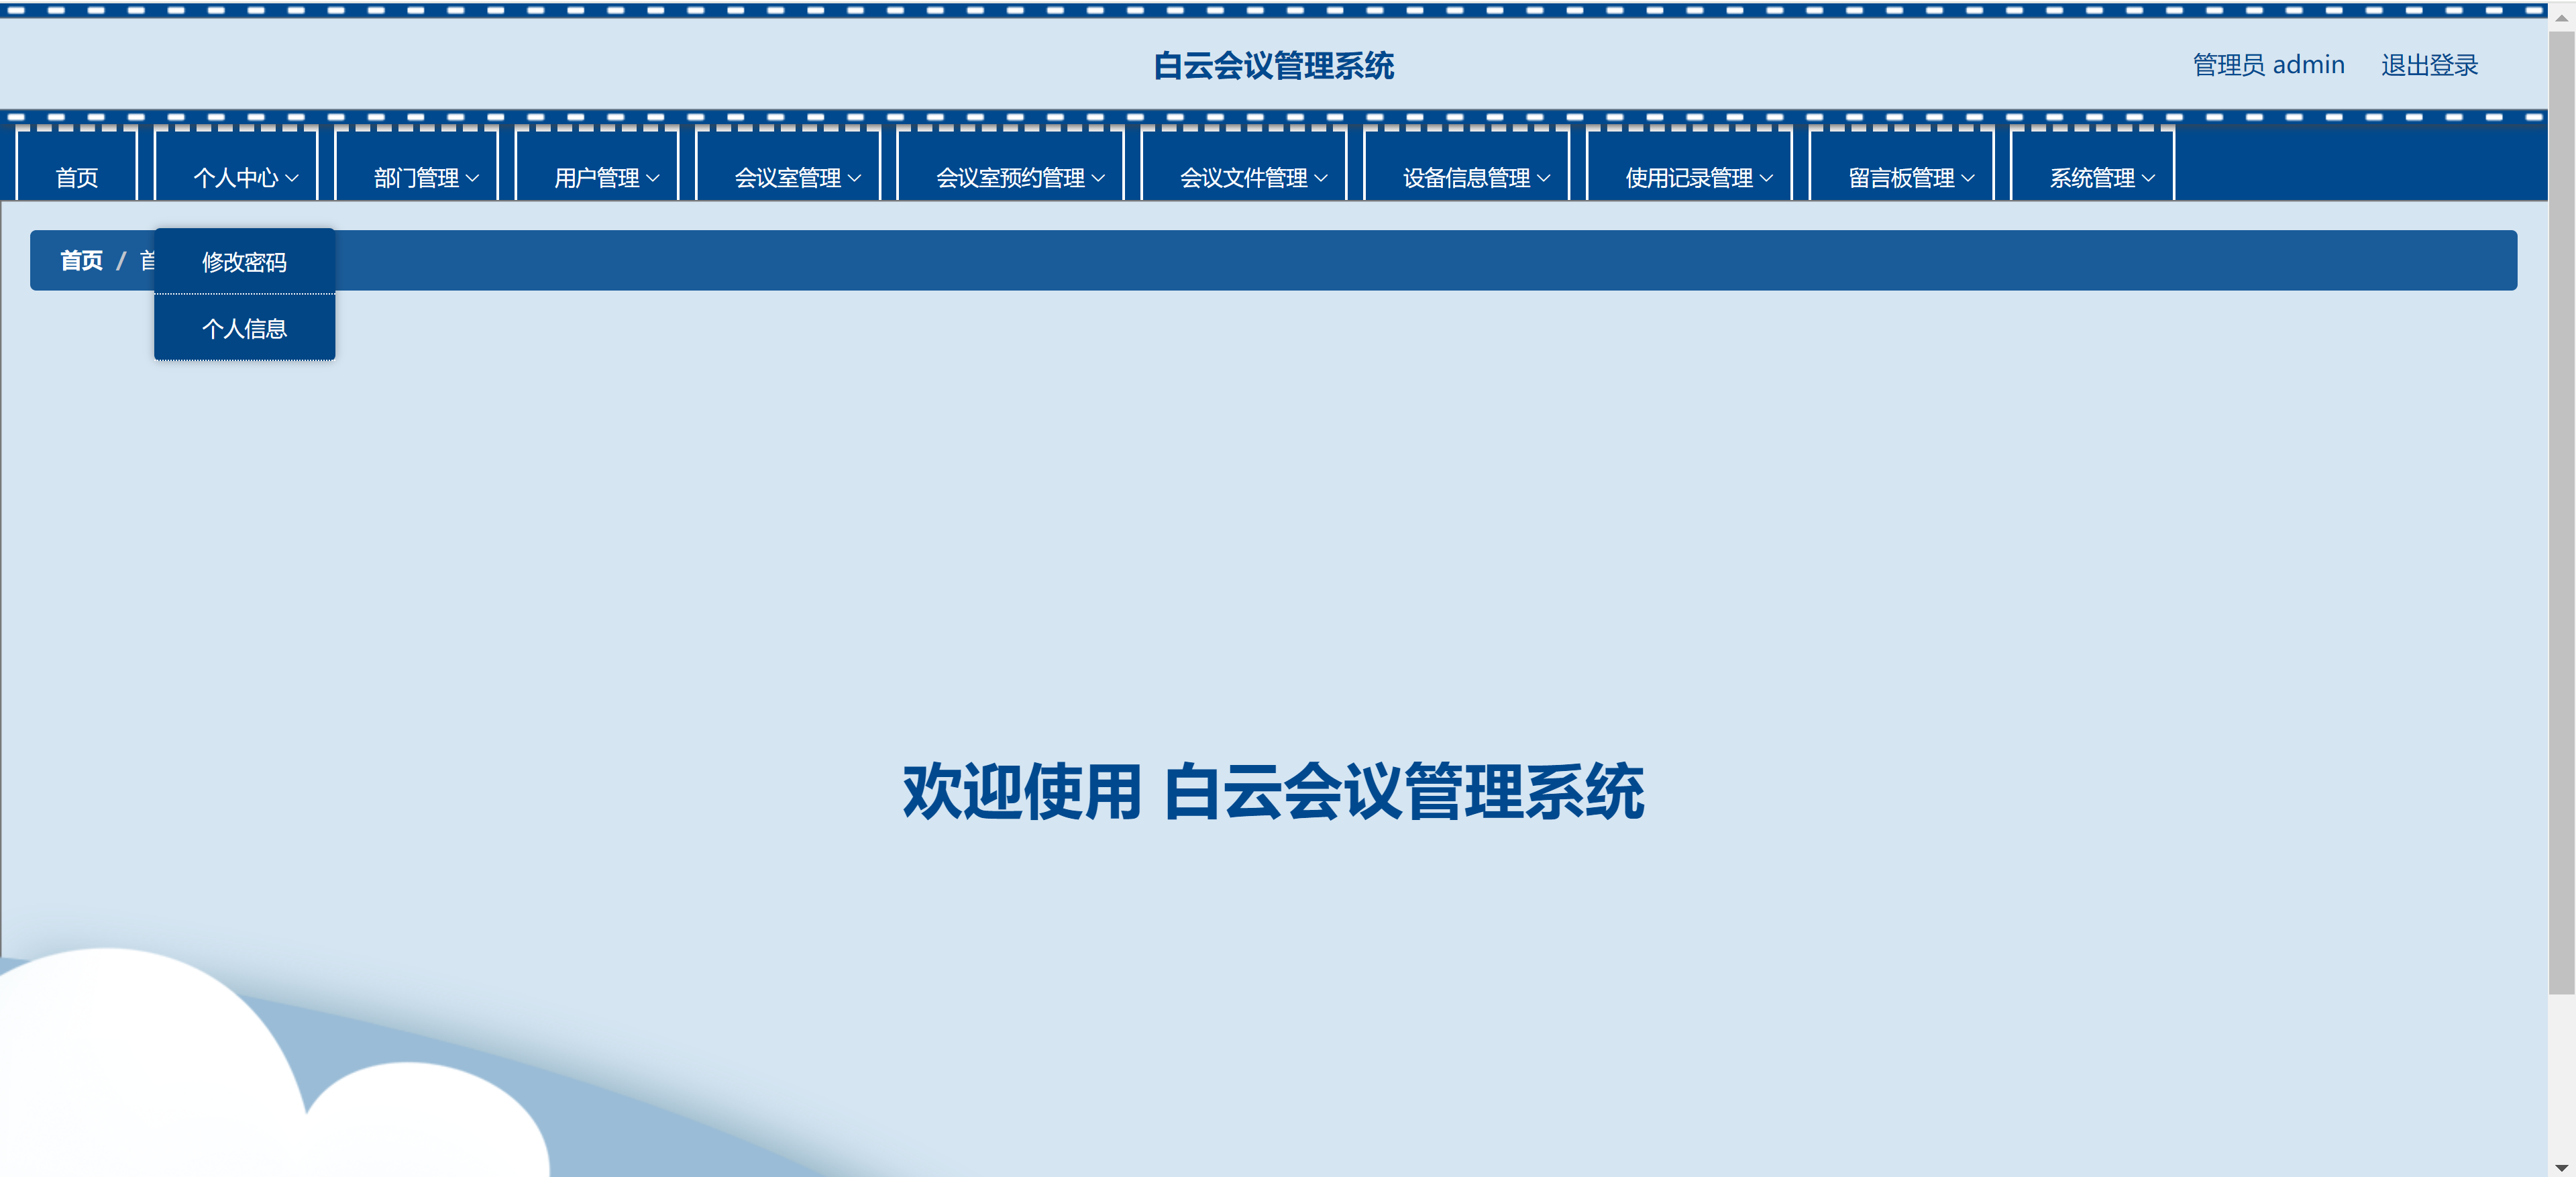 白云会议管理系统
管理员 admin 退出登录
首页 个人中心 部门管理 用户管理 会议室管理 会议室预约管理 会议文件管理 设备信息管理 使用记录管理 留言板管理 系统管理
首页 / 首
修改密码
个人信息
欢迎使用 白云会议管理系统